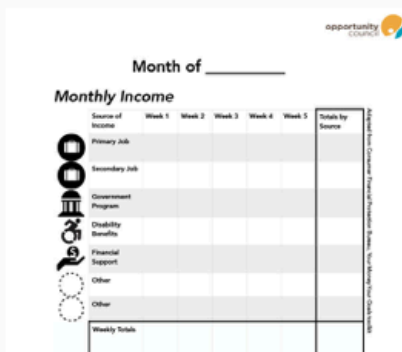 opportunity
COUNCIL
Month of
Monthly Income
Source of Income Week 1 Week 2 Week 3 Week 4 Week 5 Totals by Source
Primary Job
Secondary Job
Government Program
Disability Benefits
Financial Support
Other
Other
Weekly Totals
Adapted from Consumer Financial Protection Bureau, Your Money Your Goals toolkit